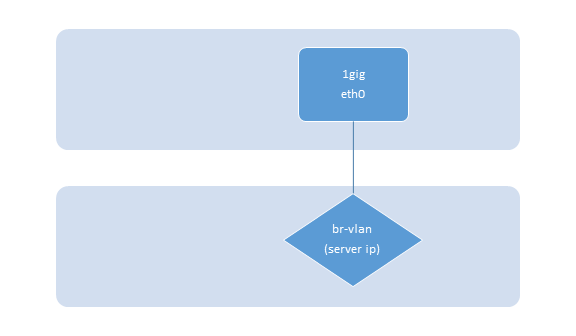 1gig
eth0
br-vlan
(server ip)